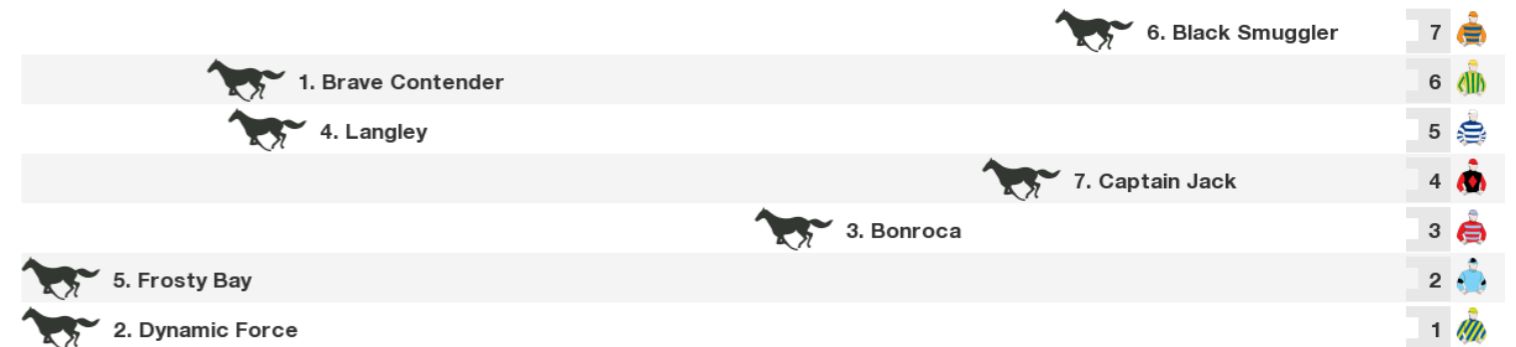 6. Black Smuggler 7
1. Brave Contender 6
4. Langley 5
7. Captain Jack 4
3. Bonroca 3
5. Frosty Bay 2
2. Dynamic Force 1